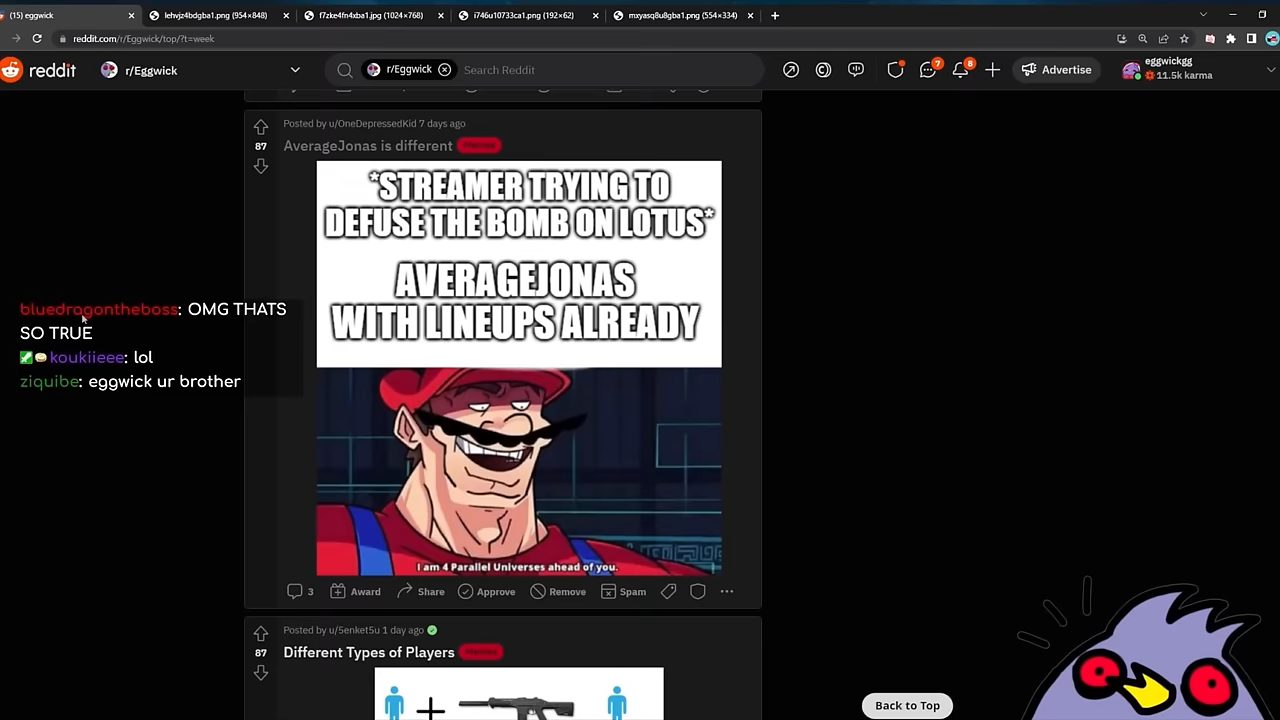 (15) eggwick
lehvjz4bdgba1.png (954×848)
f7zke4fn4xba1.jpg (1024×768)
i746u10733ca1.png (192×62)
mxyasq8u8gba1.png (554×334)
reddit.com/r/Eggwick/top/?t=week
reddit
r/Eggwick
r/Eggwick
Search Reddit
7
8
Advertise
eggwickgg
11.5k karma
Posted by u/OneDepressedKid 7 days ago
87
AverageJonas is different
*STREAMER TRYING TO
DEFUSE THE BOMB ON LOTUS*
AVERAGEJONAS
WITH LINEUPS ALREADY
bluedragontheboss: OMG THATS
SO TRUE
koukiieee: lol
ziquibe: eggwick ur brother
I am 4 Parallel Universes ahead of you.
3
Award
Share
Approve
Remove
Spam
Posted by u/5enket5u 1 day ago
87
Different Types of Players
Back to Top